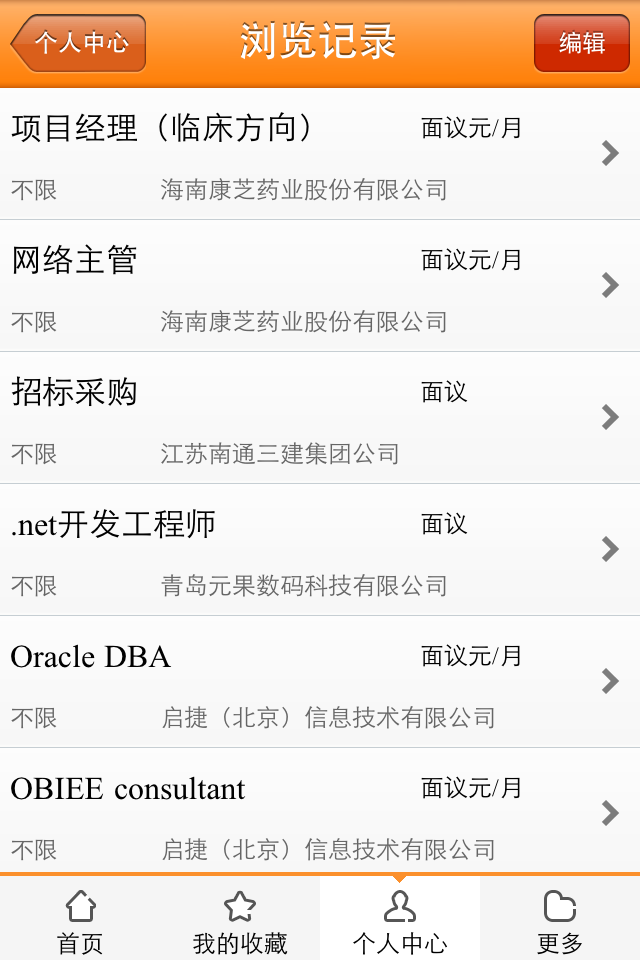 个人中心 浏览记录 编辑
项目经理（临床方向） 面议元/月
不限 海南康芝药业股份有限公司
网络主管 面议元/月
不限 海南康芝药业股份有限公司
招标采购 面议
不限 江苏南通三建集团公司
.net开发工程师 面议
不限 青岛元果数码科技有限公司
Oracle DBA 面议元/月
不限 启捷（北京）信息技术有限公司
OBIEE consultant 面议元/月
不限 启捷（北京）信息技术有限公司
首页 我的收藏 个人中心 更多